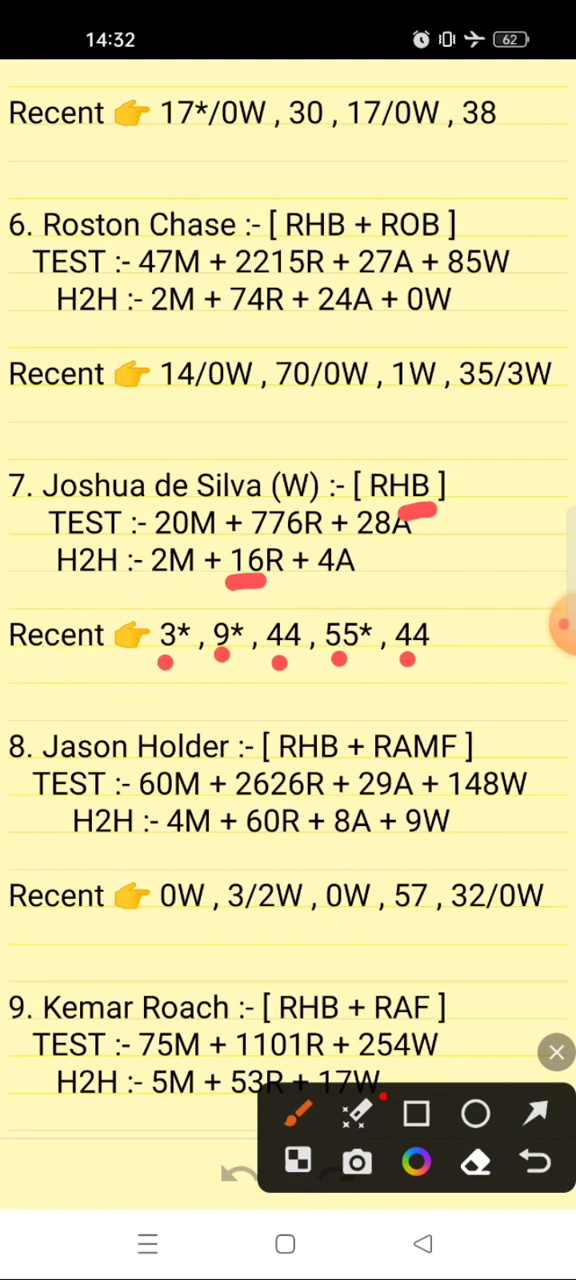 14:32
62
Recent 👉 17*/0W , 30 , 17/0W , 38
6. Roston Chase :- [ RHB + ROB ]
TEST :- 47M + 2215R + 27A + 85W
H2H :- 2M + 74R + 24A + 0W
Recent 👉 14/0W , 70/0W , 1W , 35/3W
7. Joshua de Silva (W) :- [ RHB ]
TEST :- 20M + 776R + 28A
H2H :- 2M + 16R + 4A
Recent 👉 3* , 9* , 44 , 55* , 44
8. Jason Holder :- [ RHB + RAMF ]
TEST :- 60M + 2626R + 29A + 148W
H2H :- 4M + 60R + 8A + 9W
Recent 👉 0W , 3/2W , 0W , 57 , 32/0W
9. Kemar Roach :- [ RHB + RAF ]
TEST :- 75M + 1101R + 254W
H2H :- 5M + 53R + 17W